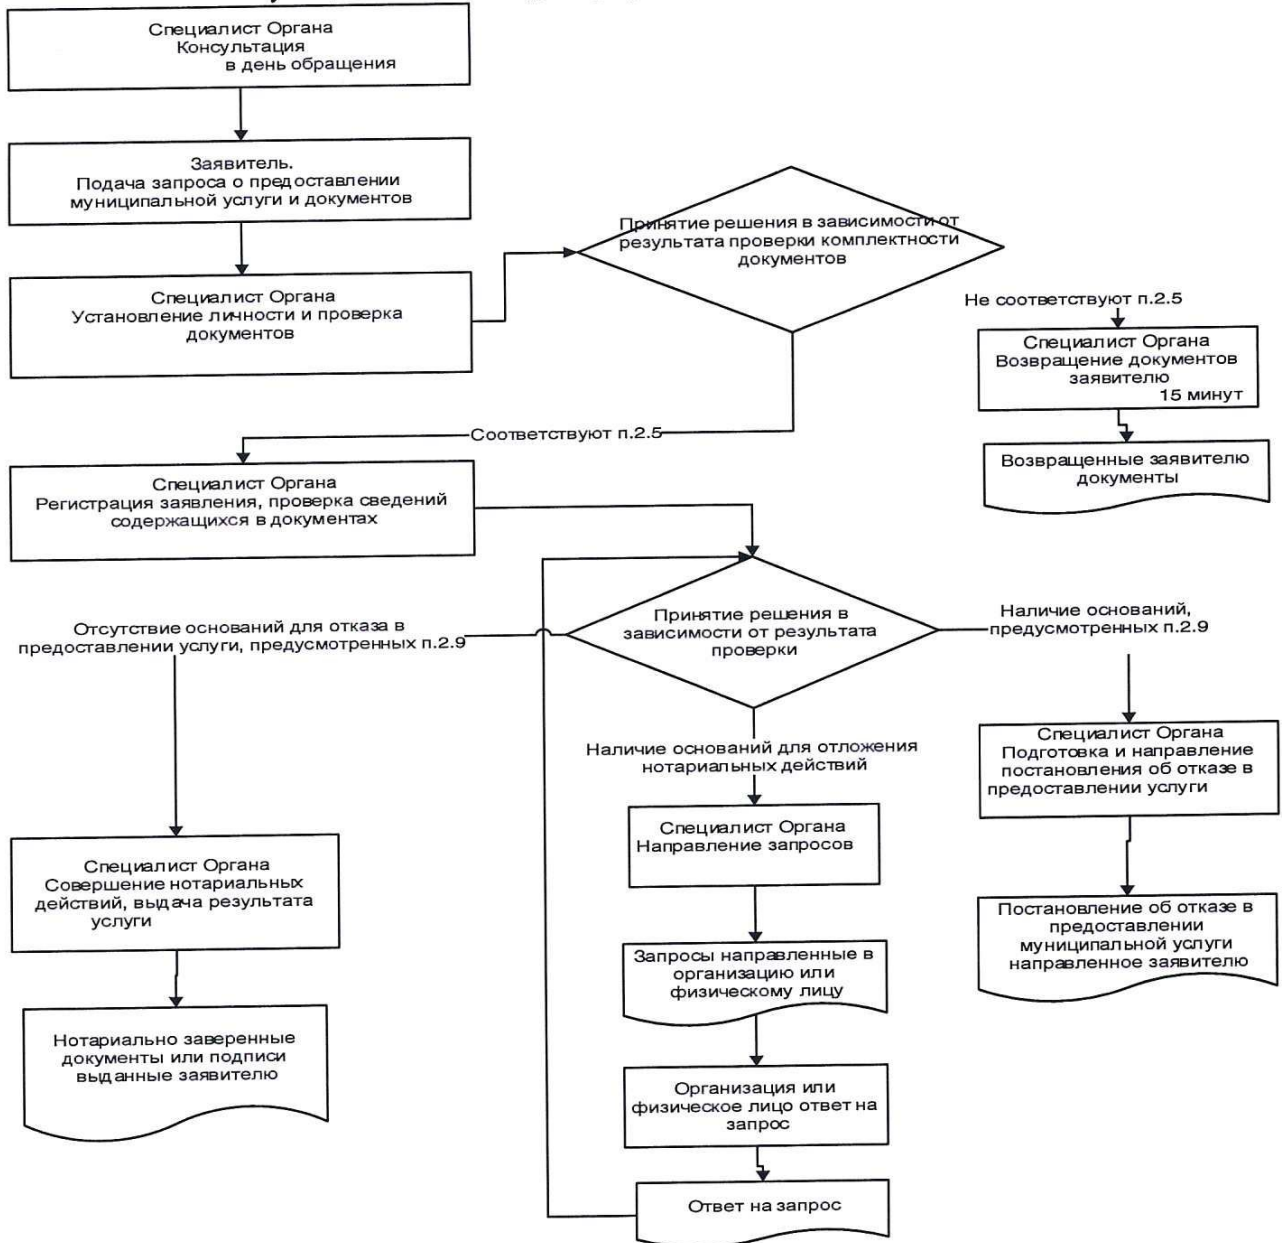 Специалист Органа
Консультация
в день обращения
Заявитель.
Подача запроса о предоставлении
муниципальной услуги и документов
Специалист Органа
Установление личности и проверка
документов
Принятие решения в зависимости от
результата проверки комплектности
документов
Не соответствуют п.2.5
Специалист Органа
Возвращение документов
заявителю
15 минут
Возвращенные заявителю
документы
Соответствуют п.2.5
Специалист Органа
Регистрация заявления, проверка сведений
содержащихся в документах
Принятие решения в
зависимости от результата
проверки
Отсутствие оснований для отказа в
предоставлении услуги, предусмотренных п.2.9
Наличие оснований,
предусмотренных п.2.9
Наличие оснований для отложения
нотариальных действий
Специалист Органа
Подготовка и направление
постановления об отказе в
предоставлении услуги
Специалист Органа
Направление запросов
Специалист Органа
Совершение нотариальных
действий, выдача результата
услуги
Постановление об отказе в
предоставлении
муниципальной услуги
направленное заявителю
Запросы направленные в
организацию или
физическому лицу
Нотариально заверенные
документы или подписи
выданные заявителю
Организация или
физическое лицо ответ на
запрос
Ответ на запрос